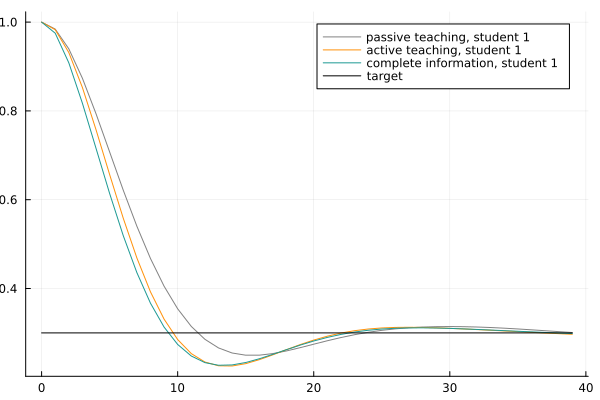 1.0
0.8
0.6
0.4
passive teaching, student 1
active teaching, student 1
complete information, student 1
target
0 10 20 30 40